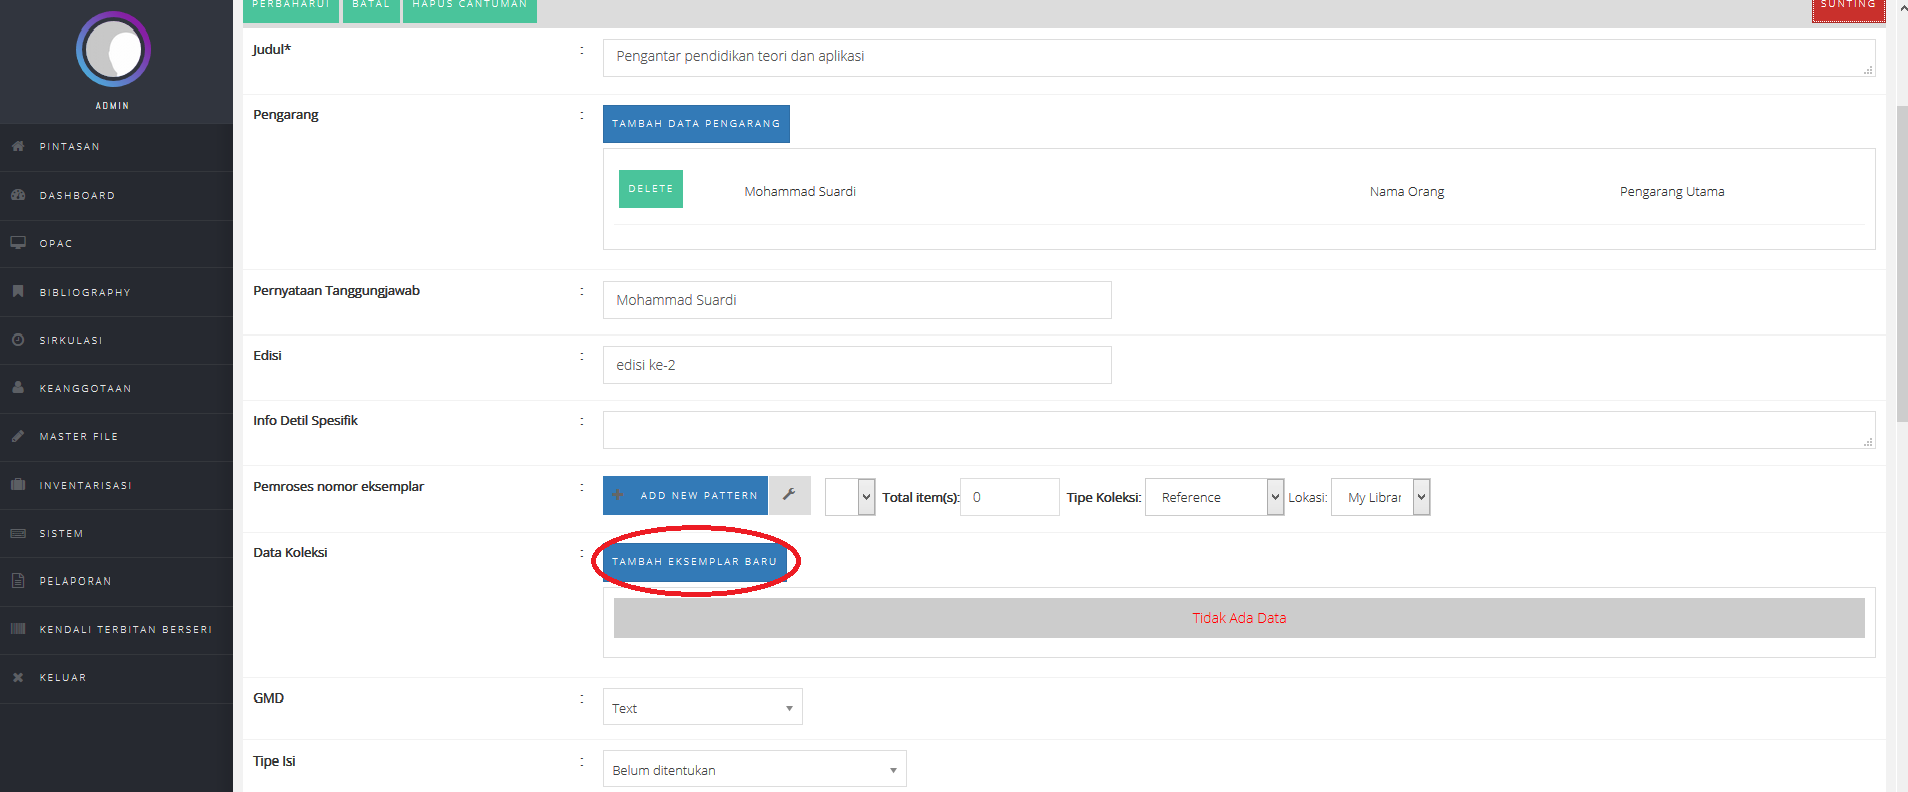 PERBAHARUI BATAL HAPUS CANTUMAN SUNTING
ADMIN
PINTASAN
DASHBOARD
OPAC
BIBLIOGRAPHY
SIRKULASI
KEANGGOTAAN
MASTER FILE
INVENTARISASI
SISTEM
PELAPORAN
KENDALI TERBITAN BERSERI
KELUAR
Judul* : Pengantar pendidikan teori dan aplikasi
Pengarang : TAMBAH DATA PENGARANG
DELETE Mohammad Suardi Nama Orang Pengarang Utama
Pernyataan Tanggungjawab : Mohammad Suardi
Edisi : edisi ke-2
Info Detil Spesifik :
Pemroses nomor eksemplar : ADD NEW PATTERN Total item(s): 0 Tipe Koleksi: Reference Lokasi: My Librar
Data Koleksi : TAMBAH EKSEMPLAR BARU
Tidak Ada Data
GMD : Text
Tipe Isi : Belum ditentukan